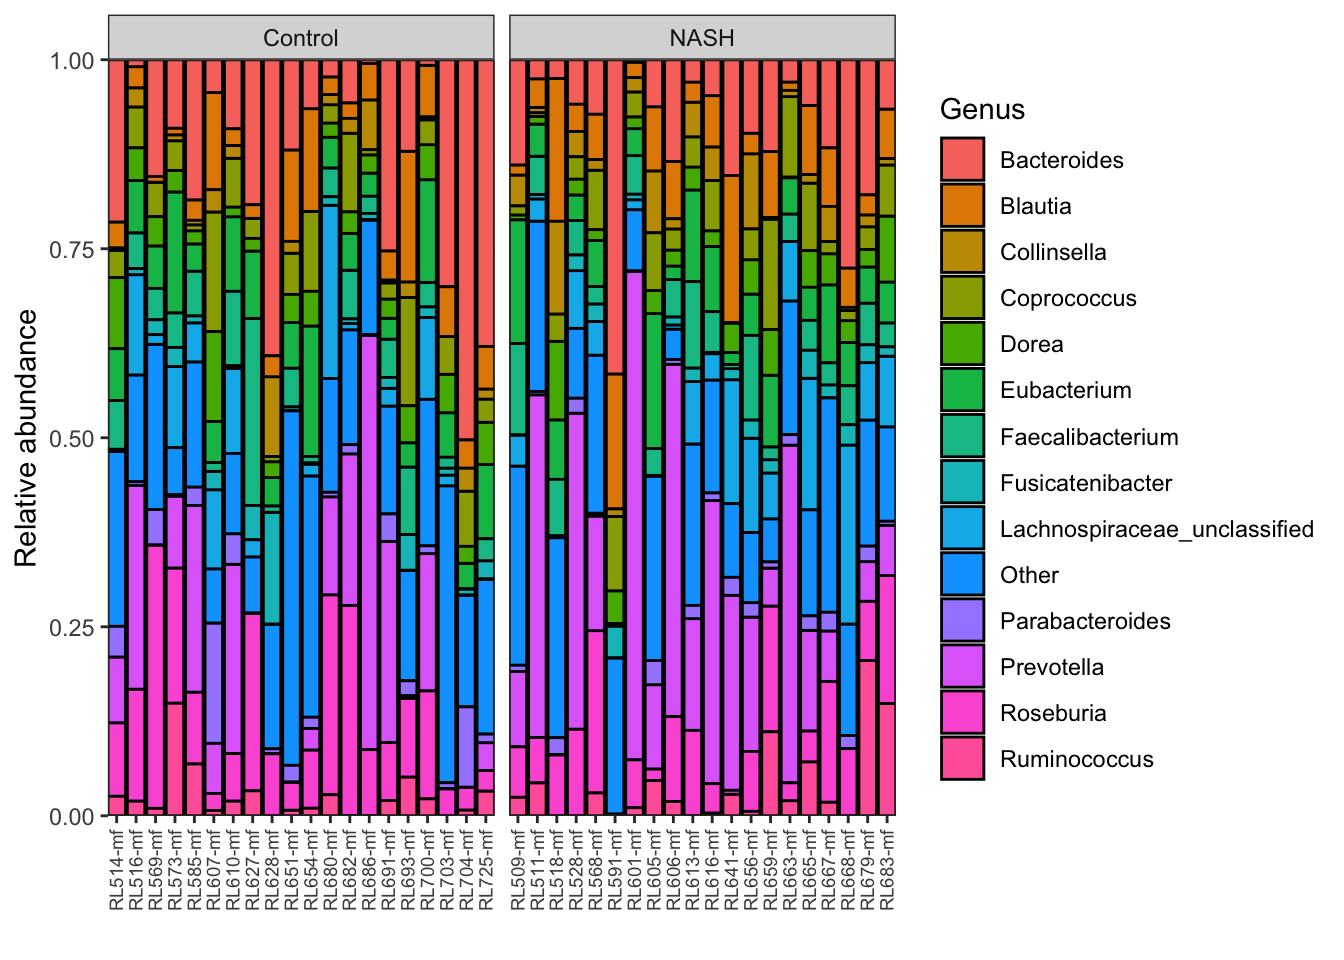 Control
NASH
1.00
0.75
0.50
0.25
0.00
Relative abundance
RL514-mf
RL516-mf
RL569-mf
RL573-mf
RL585-mf
RL607-mf
RL610-mf
RL627-mf
RL628-mf
RL651-mf
RL654-mf
RL680-mf
RL682-mf
RL686-mf
RL691-mf
RL693-mf
RL700-mf
RL703-mf
RL704-mf
RL725-mf
RL509-mf
RL511-mf
RL518-mf
RL528-mf
RL568-mf
RL591-mf
RL601-mf
RL605-mf
RL606-mf
RL613-mf
RL616-mf
RL641-mf
RL656-mf
RL659-mf
RL663-mf
RL665-mf
RL667-mf
RL668-mf
RL679-mf
RL683-mf
Genus
Bacteroides
Blautia
Collinsella
Coprococcus
Dorea
Eubacterium
Faecalibacterium
Fusicatenibacter
Lachnospiraceae_unclassified
Other
Parabacteroides
Prevotella
Roseburia
Ruminococcus